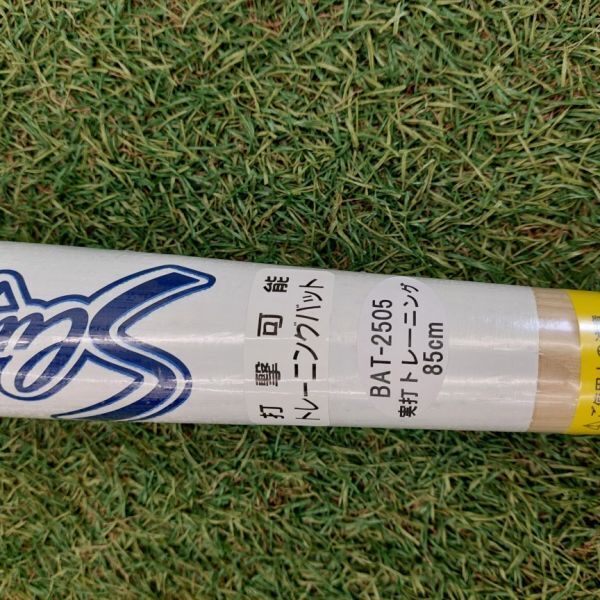 打撃可能
トレーニングバット
BAT-2505
実打トレーニング
85cm